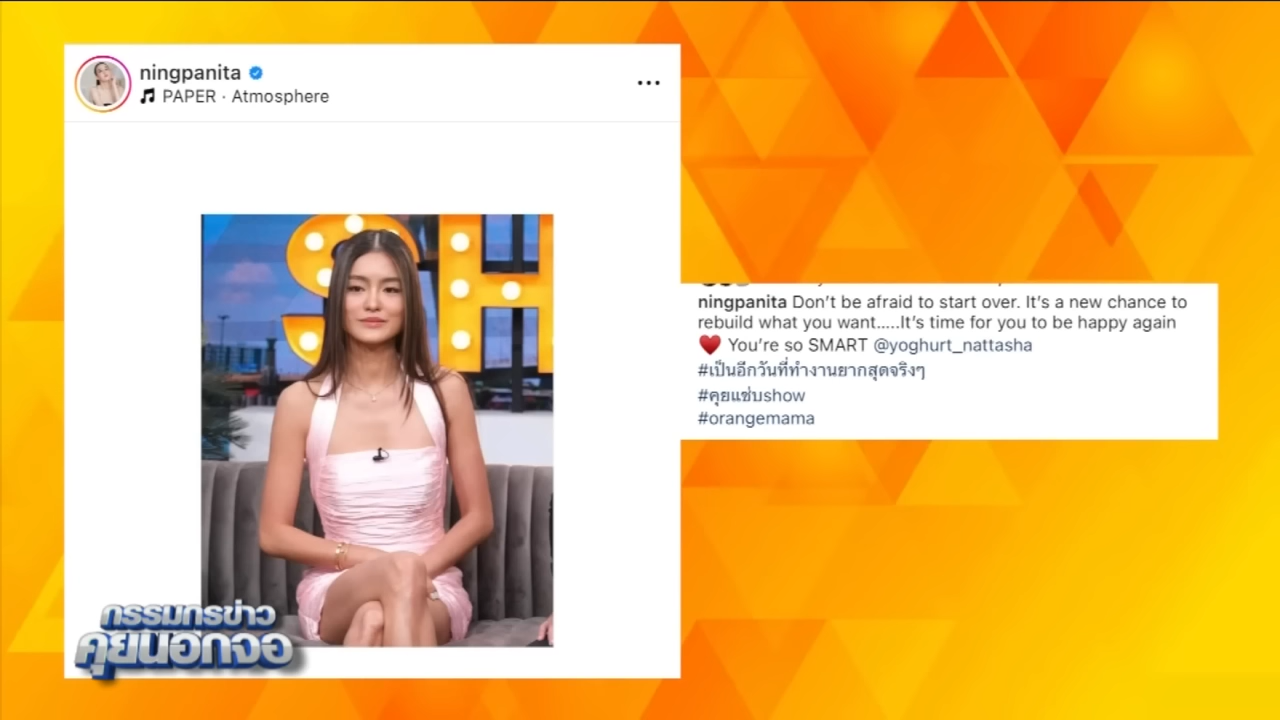 ningpanita
PAPER · Atmosphere
SH
ningpanita Don't be afraid to start over. It's a new chance to
rebuild what you want.....It's time for you to be happy again
❤️ You're so SMART @yoghurt_nattasha
#เป็นอีกวันที่ทำงานยากสุดจริงๆ
#คุยแซ่บshow
#orangemama
กรรมกรข่าว
คุยนอกจอ